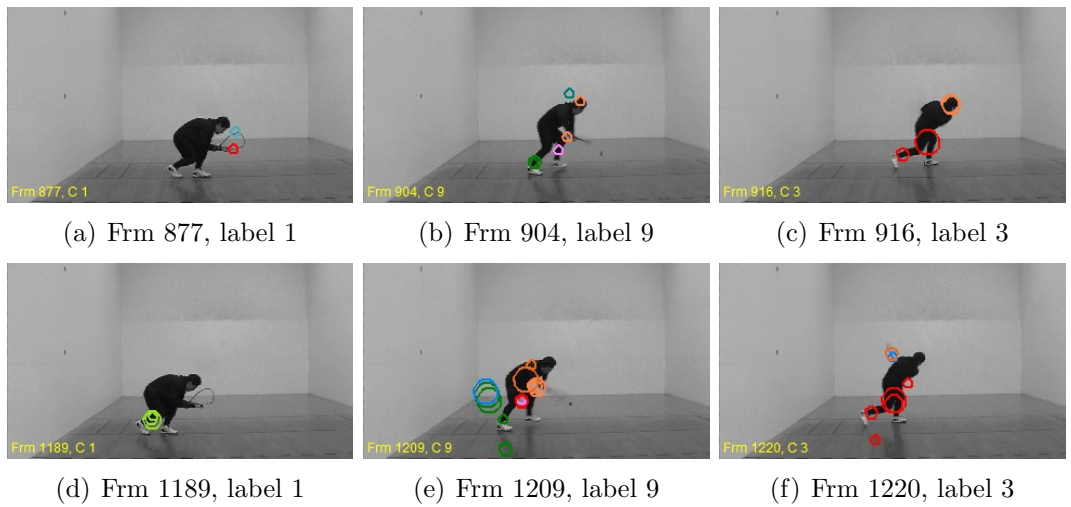 Frm 877, C 1
Frm 904, C 9
Frm 916, C 3
(a) Frm 877, label 1
(b) Frm 904, label 9
(c) Frm 916, label 3
Frm 1189, C 1
Frm 1209, C 9
Frm 1220, C 3
(d) Frm 1189, label 1
(e) Frm 1209, label 9
(f) Frm 1220, label 3